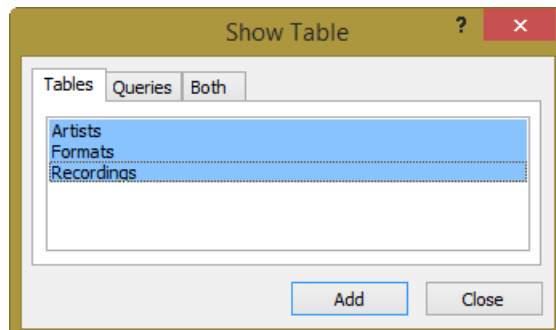 Show Table
?
Tables Queries Both
Artists
Formats
Recordings
Add Close